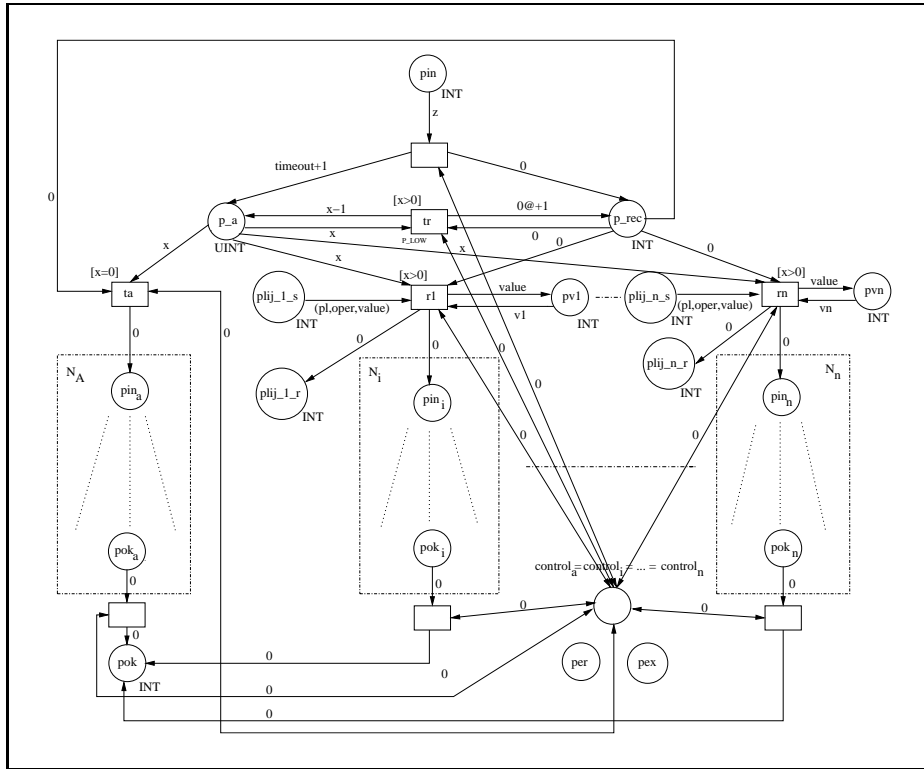 pin
INT
z
timeout+1
0
0
[x>0]
x−1
0@+1
p_a
tr
p_rec
x
0
UINT
P_LOW
INT
x
x
x
0
0
[x=0]
[x>0]
[x>0]
ta
plij_1_s
r1
value
pv1
plij_n_s
rn
value
pvn
(pl,oper,value)
v1
(pl,oper,value)
vn
INT
INT
INT
INT
0
0
0
0
0
0
0
N_A
N_i
N_n
plij_1_r
plij_n_r
INT
INT
pin_a
pin_i
pin_n
0
0
0
pok_a
pok_i
pok_n
control_a=control_i= ... = control_n
0
0
0
0
0
0
pok
INT
0
0
per
pex
0
0